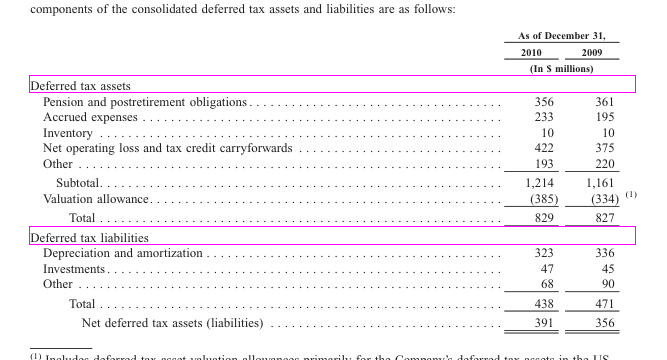 components of the consolidated deferred tax assets and liabilities are as follows:
As of December 31,
2010 2009
(In $ millions)
Deferred tax assets
Pension and postretirement obligations 356 361
Accrued expenses 233 195
Inventory 10 10
Net operating loss and tax credit carryforwards 422 375
Other 193 220
Subtotal 1,214 1,161
Valuation allowance (385) (334) (1)
Total 829 827
Deferred tax liabilities
Depreciation and amortization 323 336
Investments 47 45
Other 68 90
Total 438 471
Net deferred tax assets (liabilities) 391 356
(1) Includes deferred tax asset valuation allowances primarily for the Company's deferred tax assets in the US